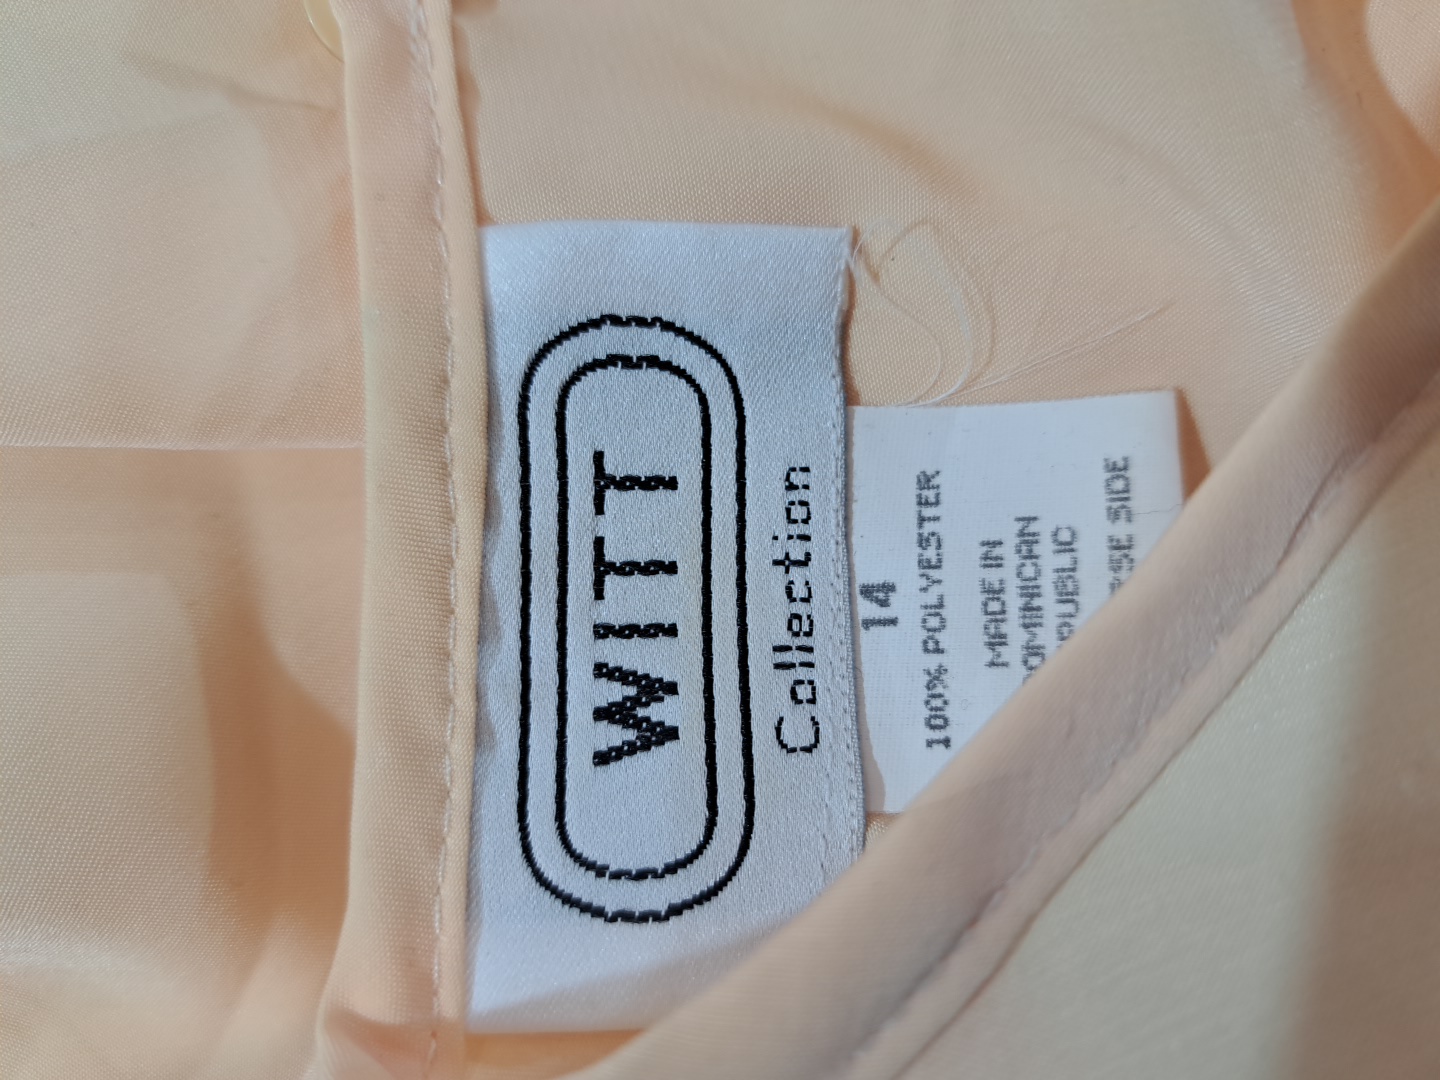 WITT
Collection
14
100% POLYESTER
MADE IN
SIDE